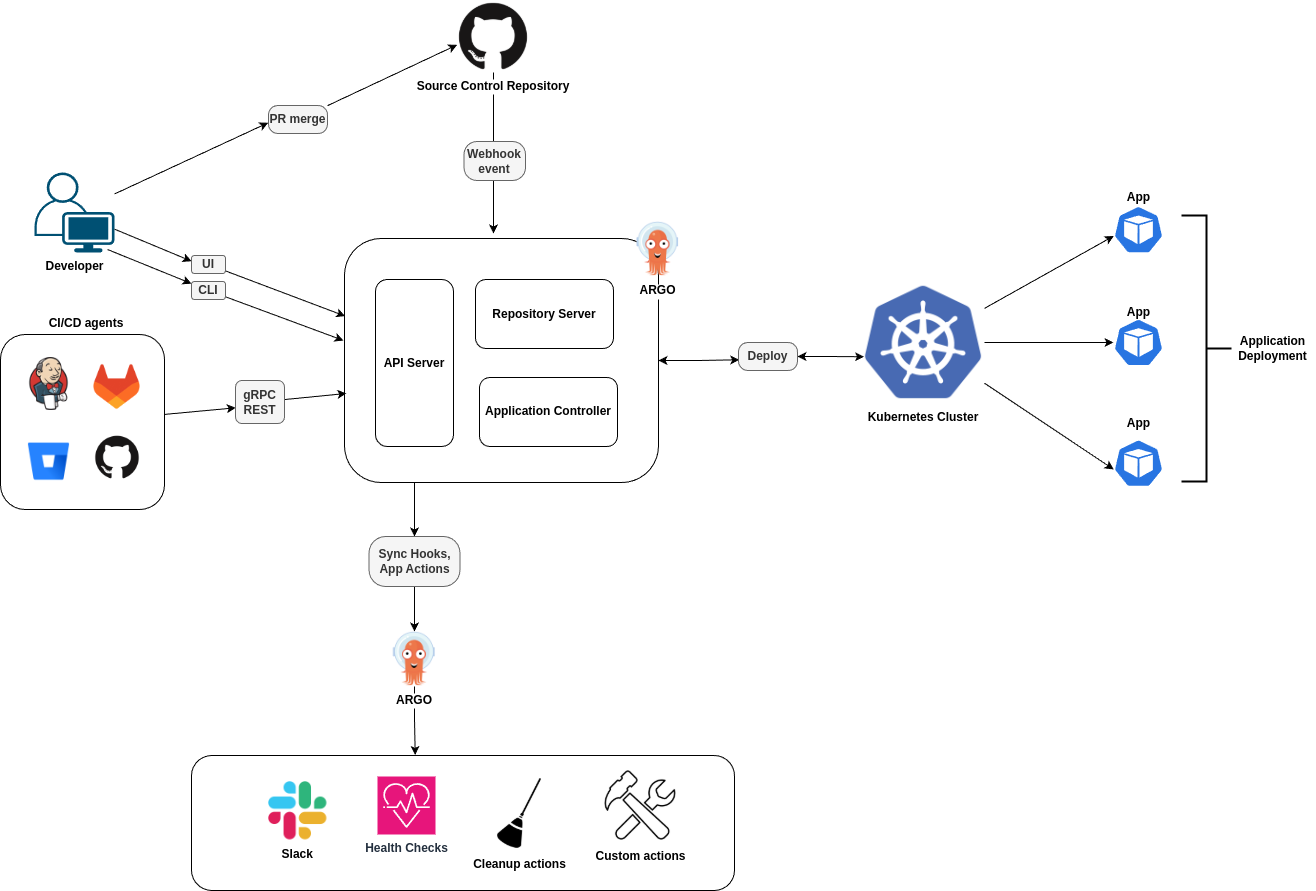 Source Control Repository
PR merge
Webhook
event
Developer
UI
CLI
CI/CD agents
gRPC
REST
ARGO
API Server
Repository Server
Application Controller
Deploy
Kubernetes Cluster
App
App
App
Application
Deployment
Sync Hooks,
App Actions
ARGO
Slack
Health Checks
Cleanup actions
Custom actions